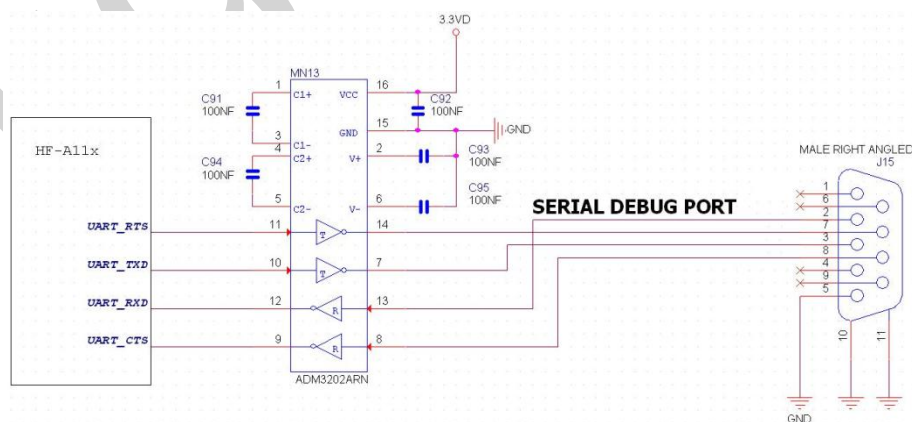 3.3VD
MN13
1
C1+
VCC
16
C91
100NF
C92
100NF
GND
15
GND
3
C1-
4
C2+
V+
2
C93
100NF
C94
100NF
5
C2-
V-
6
C95
100NF
HF-A11x
UART_RTS
11
T
14
UART_TXD
10
T
7
UART_RXD
12
R
13
UART_CTS
9
R
8
ADM3202ARN
SERIAL DEBUG PORT
MALE RIGHT ANGLED
J15
1
6
2
7
3
8
4
9
5
10
11
GND